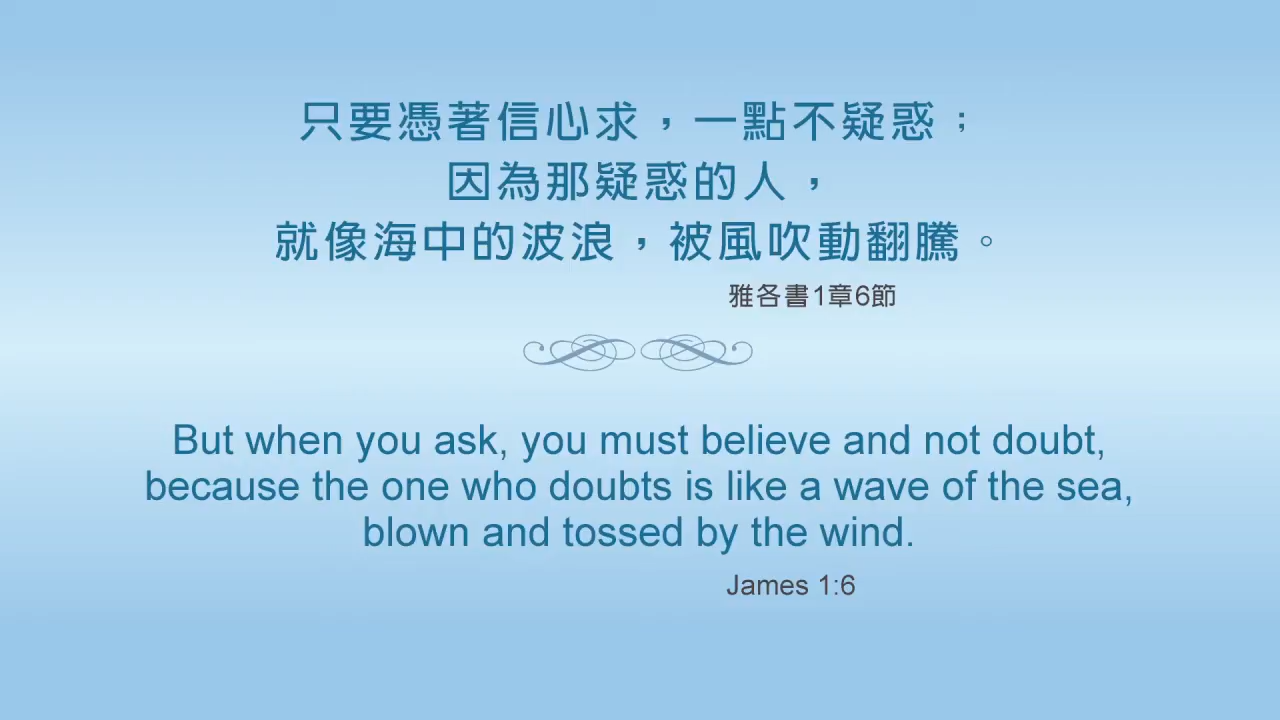 只要憑著信心求，一點不疑惑；
因為那疑惑的人，
就像海中的波浪，被風吹動翻騰。
雅各書1章6節
But when you ask, you must believe and not doubt,
because the one who doubts is like a wave of the sea,
blown and tossed by the wind.
James 1:6